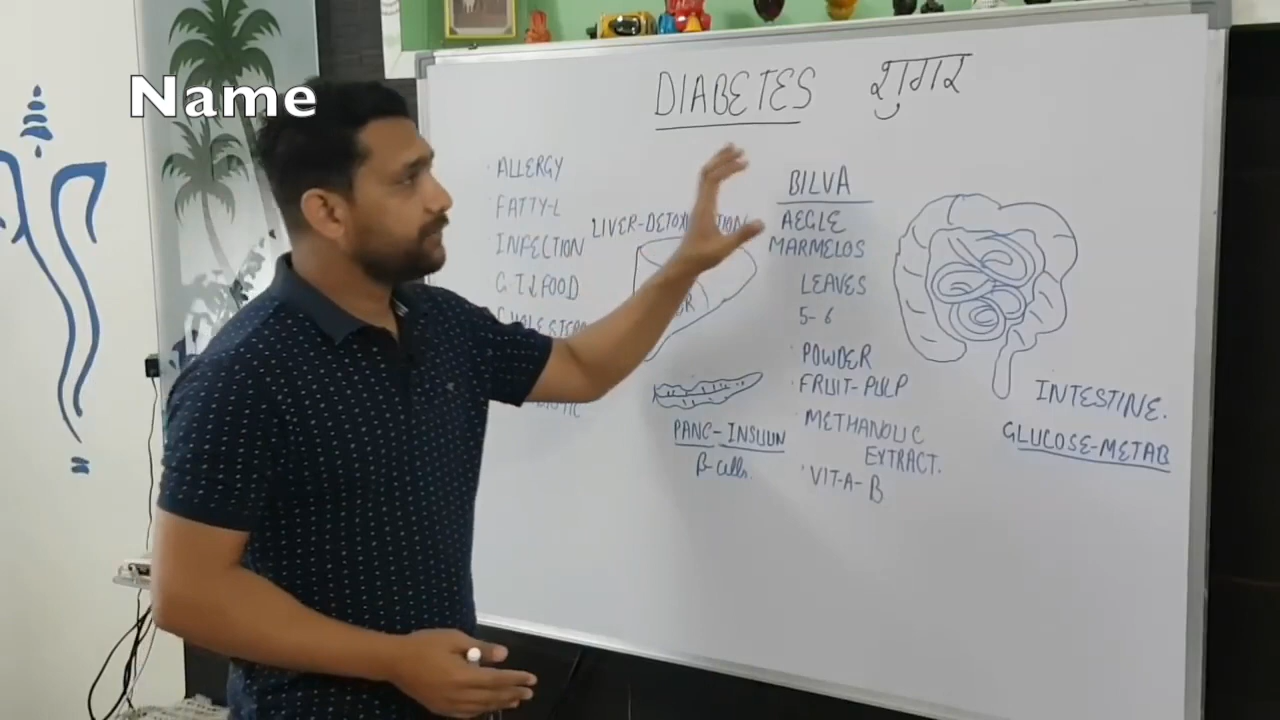 Name
DIABETES शुगर
ALLERGY
FATTY-L
INFECTION
G.T.I. FOOD
LIVER-DETOX
PANC-INSULIN
β-cells.
BILVA
AEGLE
MARMELOS
LEAVES
5-6
POWDER
FRUIT-PULP
METHANOLIC
EXTRACT.
VIT-A-B
INTESTINE.
GLUCOSE-METAB